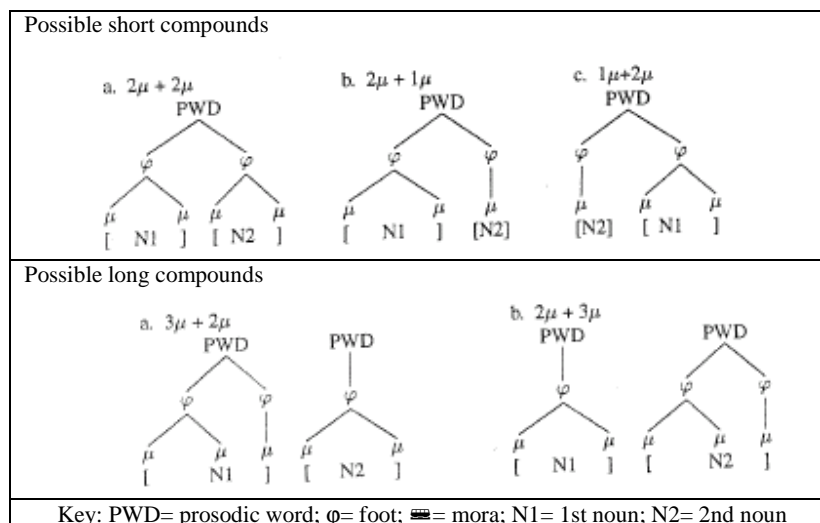 Possible short compounds
a. 2μ + 2μ
b. 2μ + 1μ
c. 1μ+2μ
PWD PWD PWD
φ φ φ φ φ φ
μ μ μ μ μ μ μ μ μ μ
[ N1 ] [ N2 ] [ N1 ] [N2] [N2] [ N1 ]
Possible long compounds
a. 3μ + 2μ
b. 2μ + 3μ
PWD PWD PWD PWD
φ φ φ φ φ φ
μ μ μ μ μ μ μ μ μ μ
[ N1 ] [ N2 ] [ N1 ] [ N2 ]
Key: PWD= prosodic word; φ= foot; = mora; N1= 1st noun; N2= 2nd noun